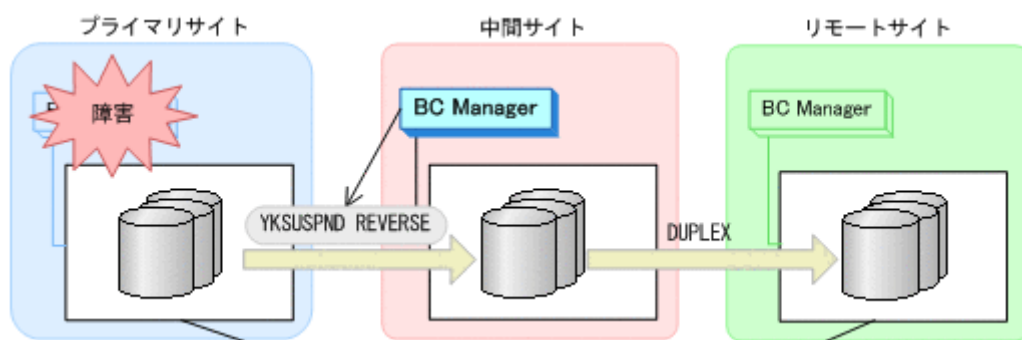 プライマリサイト
中間サイト
リモートサイト
障害
BC Manager
BC Manager
YKSUSPND REVERSE
DUPLEX